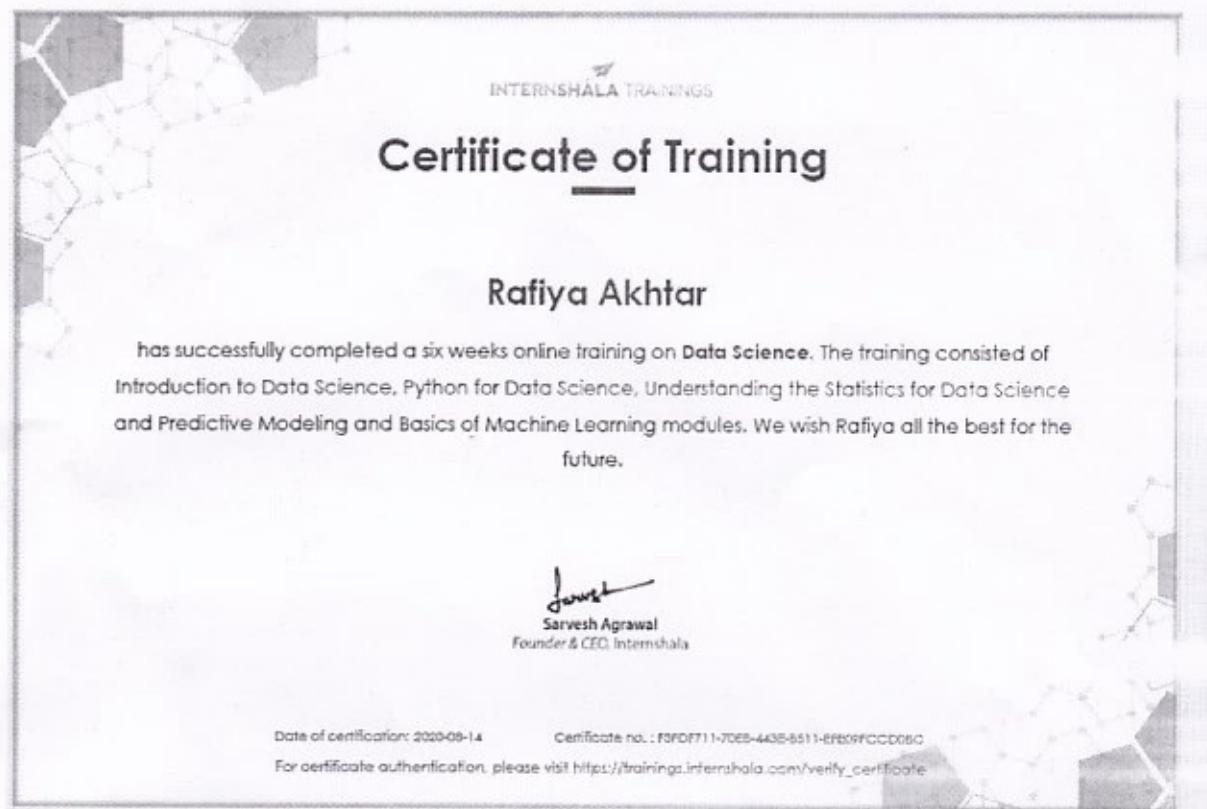 INTERNSHALA TRAININGS
Certificate of Training
Rafiya Akhtar
has successfully completed a six weeks online training on Data Science. The training consisted of
Introduction to Data Science, Python for Data Science, Understanding the Statistics for Data Science
and Predictive Modeling and Basics of Machine Learning modules. We wish Rafiya all the best for the
future.
Sarvesh Agrawal
Founder & CEO, Internshala
Date of certification: 2020-08-14 Certificate no. :
For certificate authentication, please visit https://trainings.internshala.com/verify_certificate